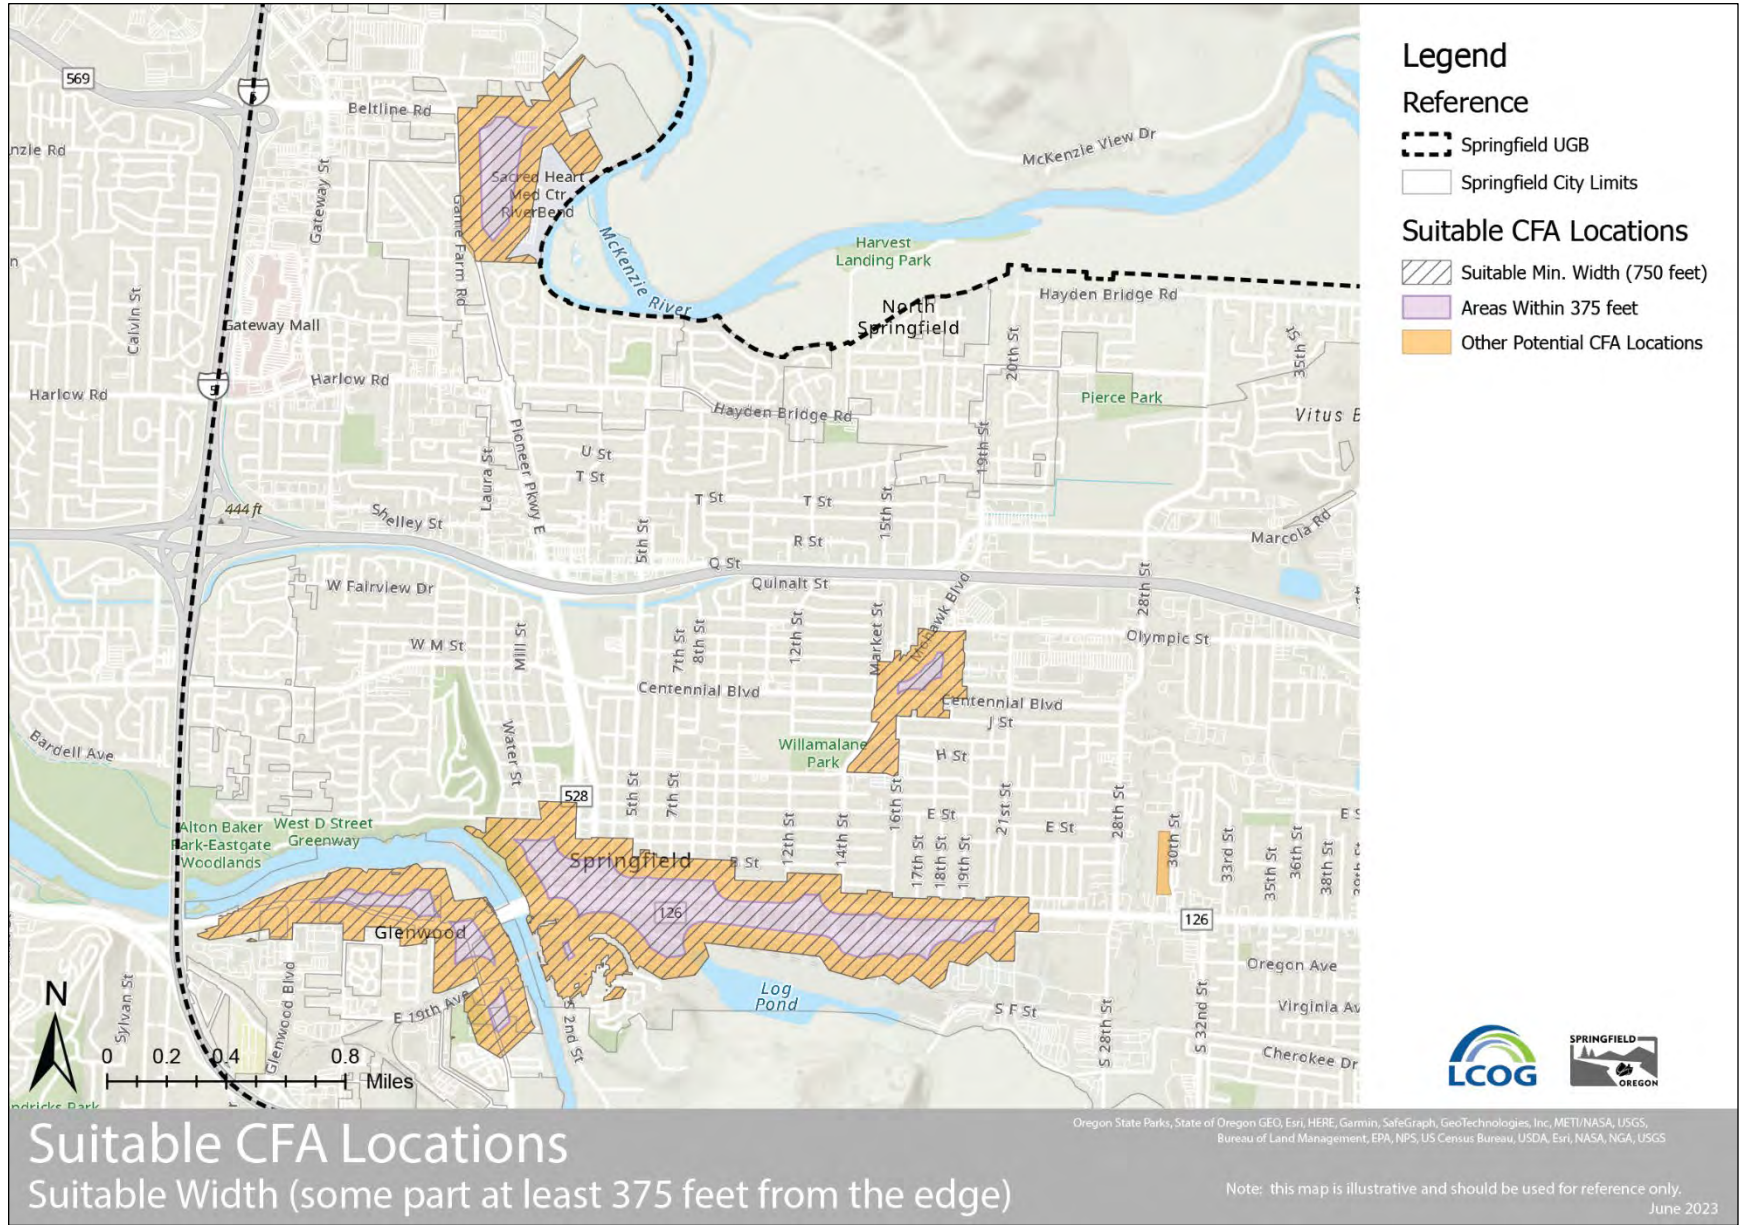 569
5
Beltline Rd
nzie Rd
Gateway St
McKenzie View Dr
Sacred Heart
Med Ctr
RiverBend
Game Farm Rd
McKenzie River
Harvest
Landing Park
n
Calvin St
Gateway Mall
North
Springfield
Hayden Bridge Rd
20th St
35th St
Harlow Rd
5
Harlow Rd
Pierce Park
Hayden Bridge Rd
Vitus B
Pioneer Pkwy E
Laura St
U St
T St
19th St
T St
T St
15th St
444 ft
Shelley St
5th St
R St
Marcola Rd
Q St
Quinalt St
W Fairview Dr
28th St
Mohawk Blvd
Market St
W M St
Mill St
7th St
8th St
12th St
Olympic St
Centennial Blvd
Centennial Blvd
J St
Bardell Ave
Water St
Willamalane
Park
H St
528
5th St
7th St
16th St
21st St
28th St
E St
E St
E S
Alton Baker
Park-Eastgate
Woodlands
West D Street
Greenway
12th St
14th St
17th St
18th St
19th St
30th St
33rd St
35th St
36th St
38th St
39th St
Springfield
B St
126
126
Glenwood
Oregon Ave
Log
Pond
Sylvan St
Glenwood Blvd
E 19th Ave
S 2nd St
S F St
S 28th St
S 32nd St
Virginia Av
Cherokee Dr
N
0 0.2 0.4 0.8
Miles
ndricks Park
Legend
Reference
Springfield UGB
Springfield City Limits
Suitable CFA Locations
Suitable Min. Width (750 feet)
Areas Within 375 feet
Other Potential CFA Locations
LCOG
SPRINGFIELD
OREGON
Suitable CFA Locations
Suitable Width (some part at least 375 feet from the edge)
Oregon State Parks, State of Oregon GEO, Esri, HERE, Garmin, SafeGraph, GeoTechnologies, Inc, METI/NASA, USGS,
Bureau of Land Management, EPA, NPS, US Census Bureau, USDA, Esri, NASA, NGA, USGS
Note: this map is illustrative and should be used for reference only.
June 2023